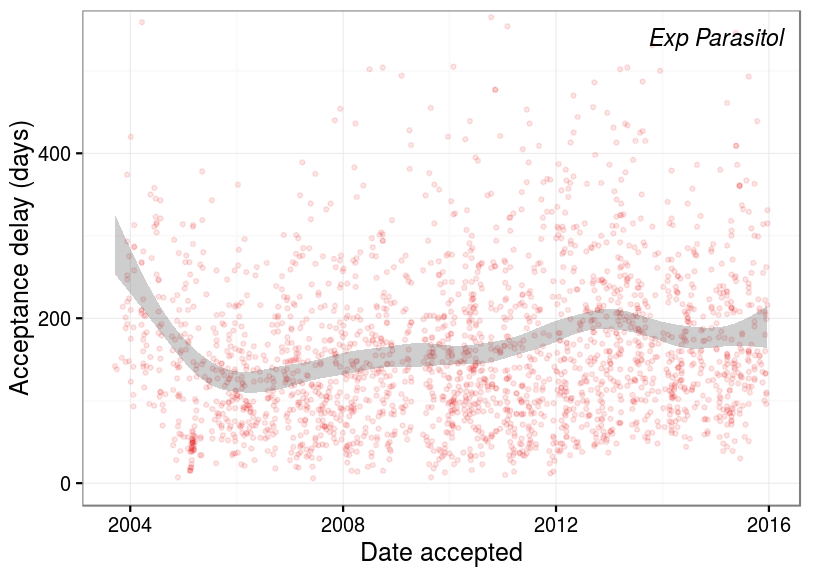 Exp Parasitol
Acceptance delay (days)
400
200
0
2004 2008 2012 2016
Date accepted